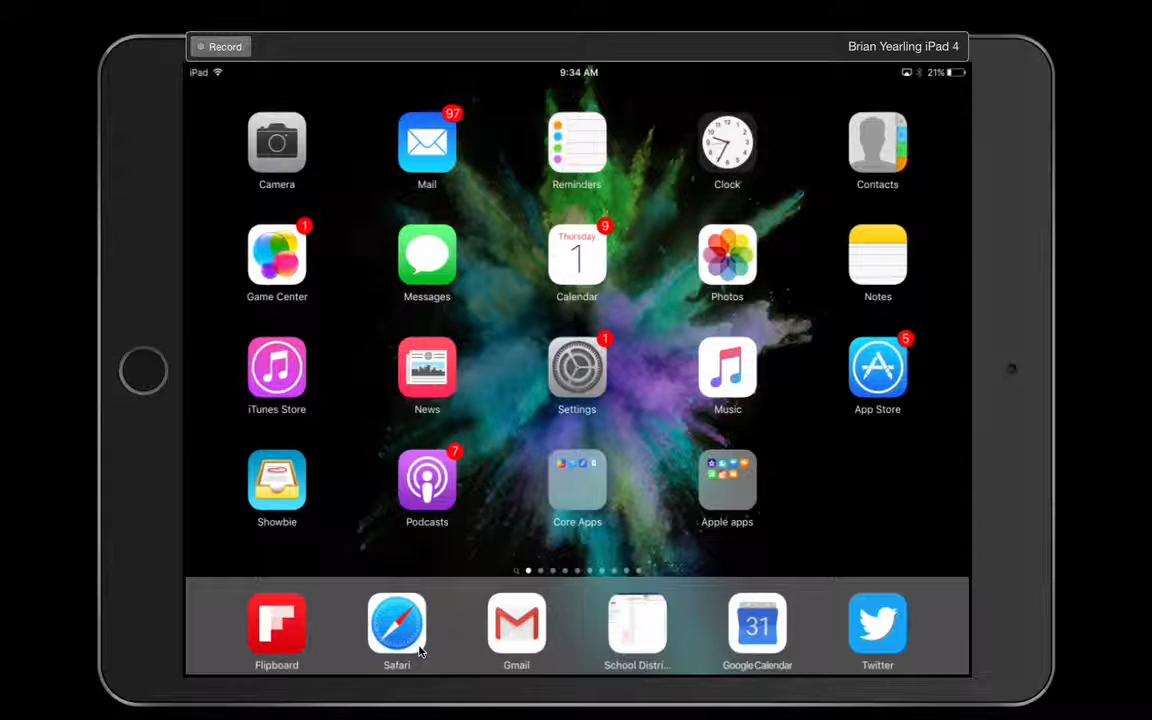 Record
Brian Yearling iPad 4
iPad 9:34 AM 21%
97
Camera Mail Reminders Clock Contacts
1 Thursday 9
1
Game Center Messages Calendar Photos Notes
1 5
iTunes Store News Settings Music App Store
7
Showbie Podcasts Core Apps Apple apps
31
Flipboard Safari Gmail School Distri... Google Calendar Twitter